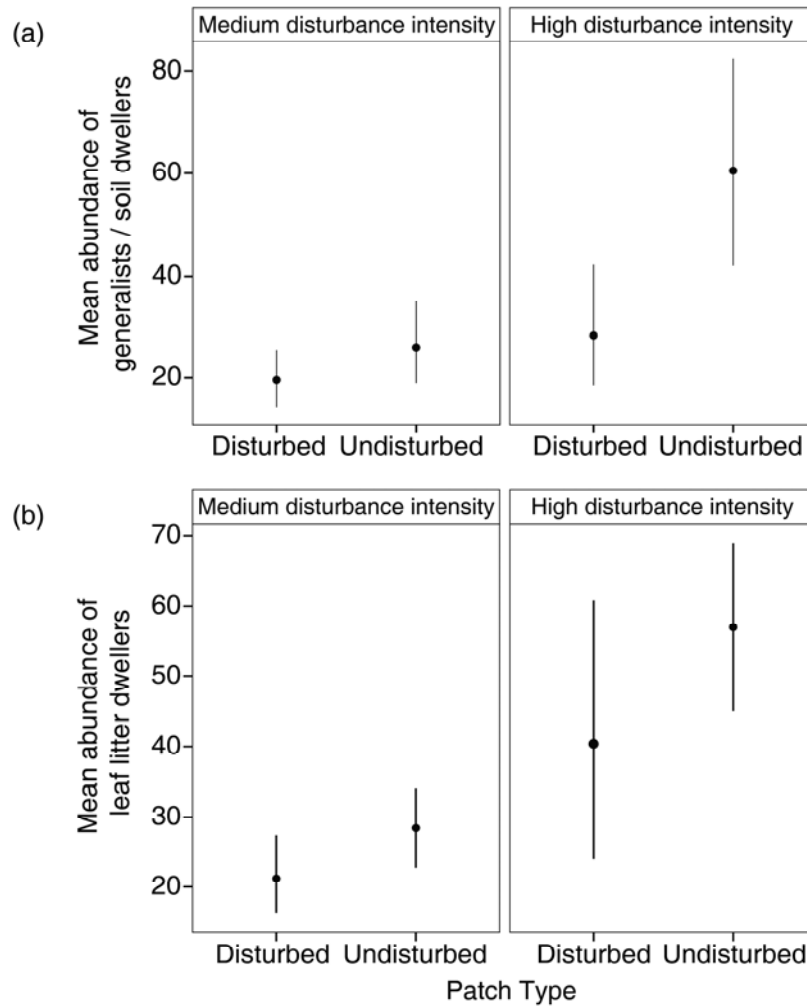 (a)
Medium disturbance intensity
High disturbance intensity
Mean abundance of
generalists / soil dwellers
80
60
40
20
Disturbed Undisturbed
Disturbed Undisturbed
(b)
Medium disturbance intensity
High disturbance intensity
Mean abundance of
leaf litter dwellers
70
60
50
40
30
20
Disturbed Undisturbed
Disturbed Undisturbed
Patch Type